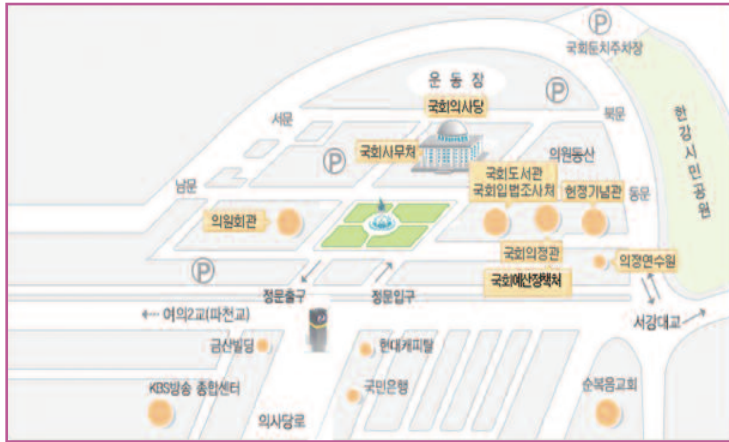 Ⓟ
국회둔치주차장
운동장
Ⓟ
서문
국회의사당
북문
한강시민공원
Ⓟ
국회사무처
의원동산
국회도서관
국회입법조사처
헌정기념관
남문
동문
의원회관
국회의정관
의정연수원
Ⓟ
국회예산정책처
정문출구
정문입구
여의2교(파천교)
서강대교
금산빌딩
현대캐피탈
KBS방송 종합센터
국민은행
순복음교회
의사당로